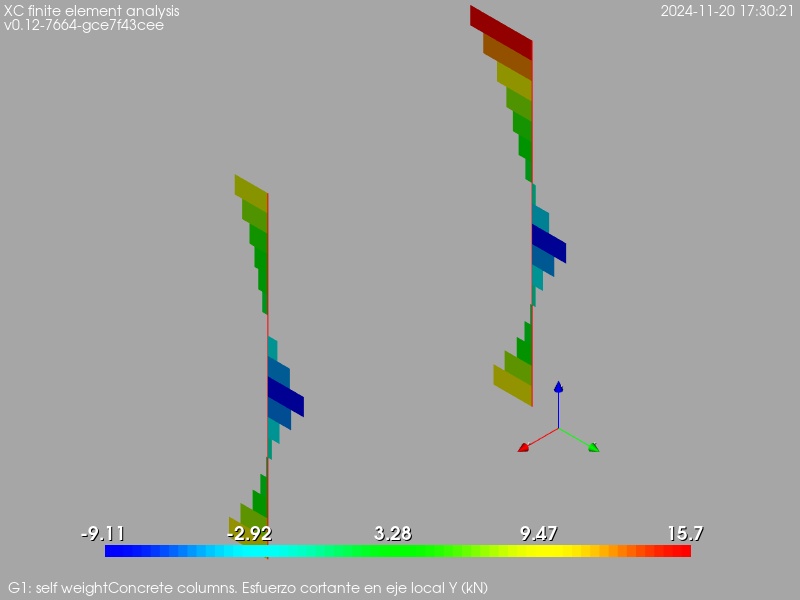 XC finite element analysis
v0.12-7664-gce7f43cee
2024-11-20 17:30:21
-9.11 -2.92 3.28 9.47 15.7
G1: self weightConcrete columns. Esfuerzo cortante en eje local Y (kN)